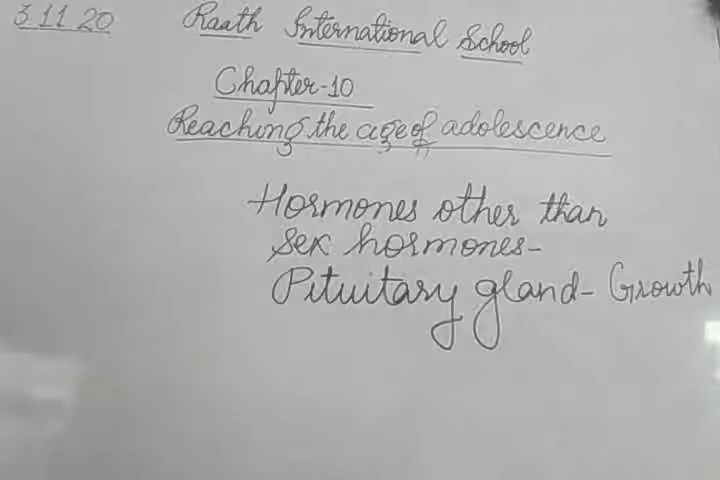 3 11 20
Raath International School
Chapter-10
Reaching the age of adolescence
Hormones other than
sex hormones-
Pituitary gland- Growth